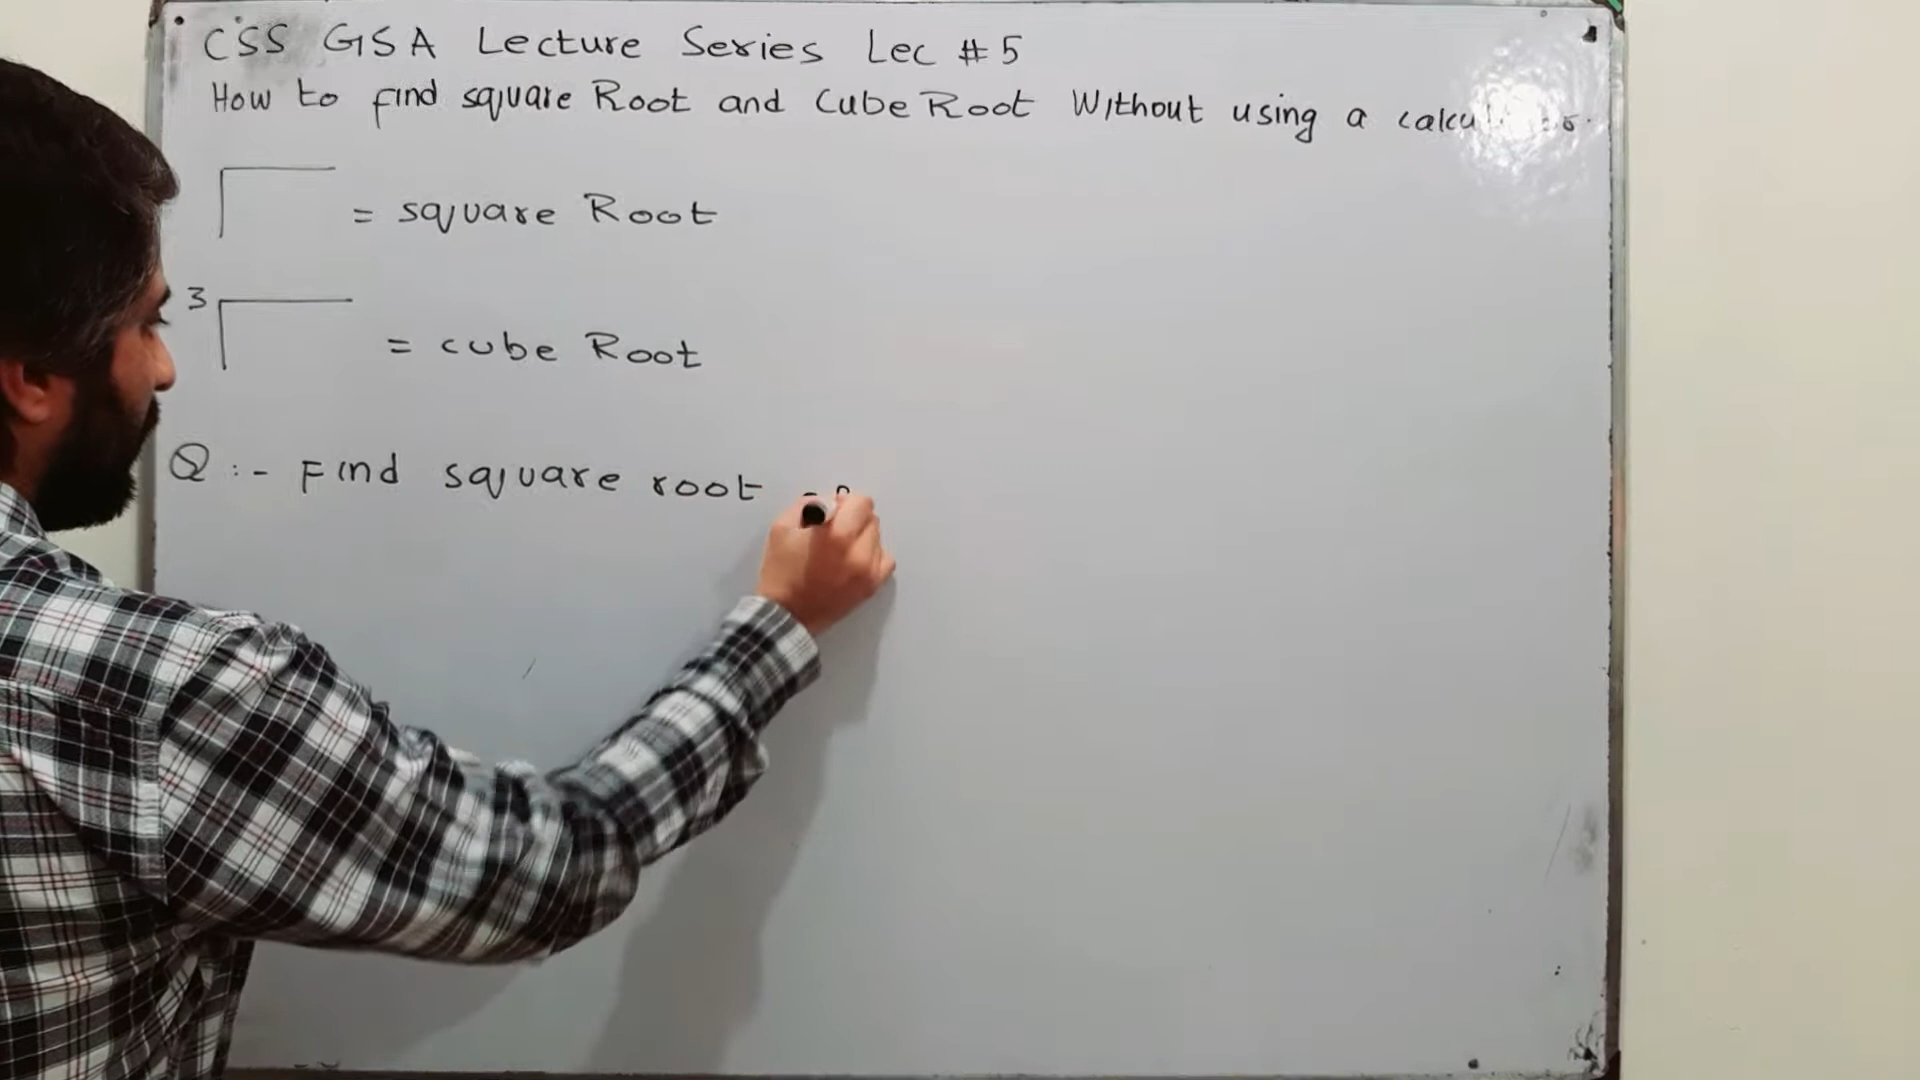 CSS GSA Lecture Series Lec # 5
How to find square Root and Cube Root Without using a
= square Root
3
= cube Root
Q :- Find square root